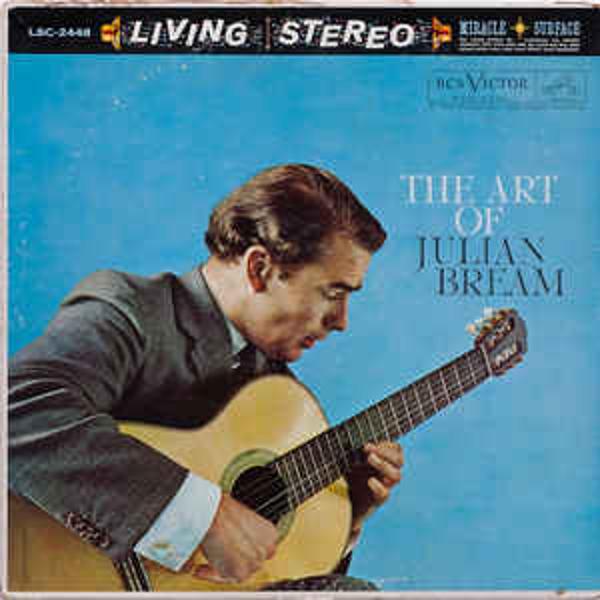 LSC-2448
LIVING STEREO
MIRACLE SURFACE
RCA VICTOR
THE ART
OF
JULIAN
BREAM